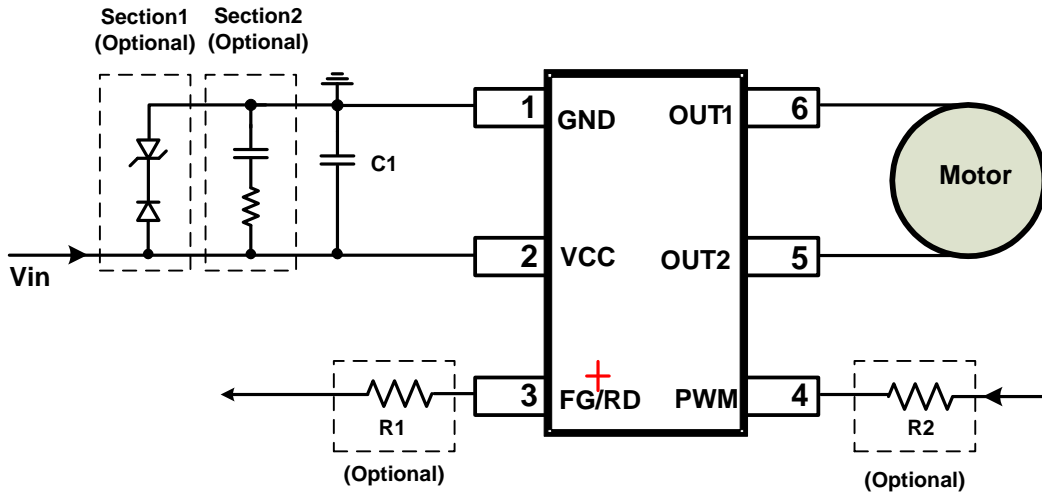 Section1
(Optional)
Section2
(Optional)
1
GND
OUT1
6
C1
Motor
2
VCC
OUT2
5
Vin
3
FG/RD
PWM
4
R1
R2
(Optional)
(Optional)